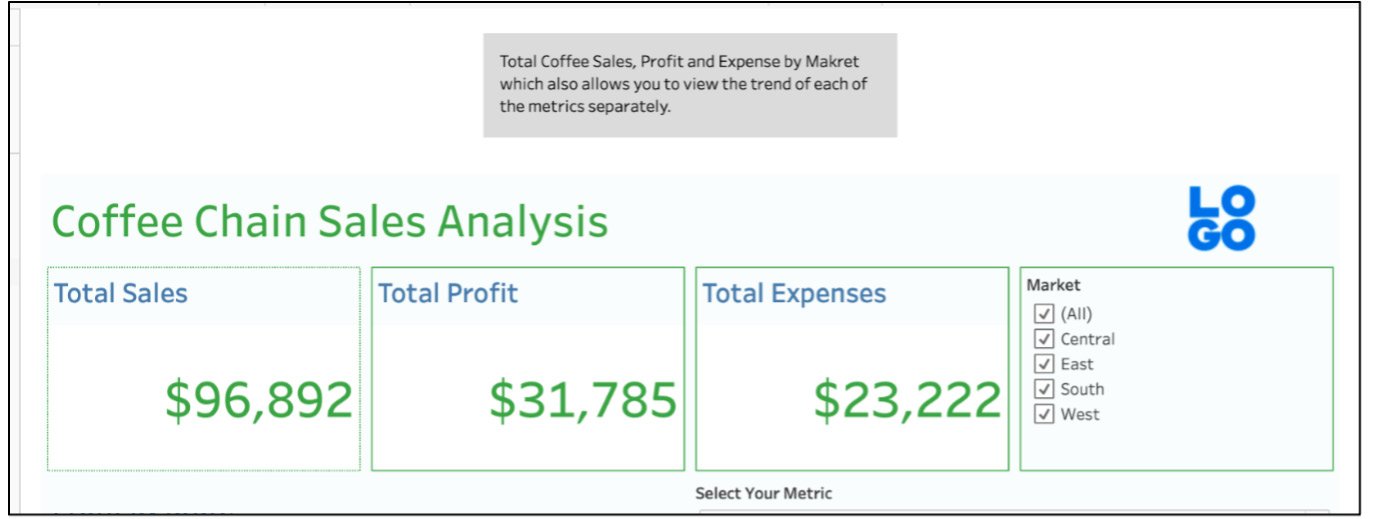 Total Coffee Sales, Profit and Expense by Makret
which also allows you to view the trend of each of
the metrics separately.
Coffee Chain Sales Analysis
LO
GO
Total Sales
$96,892
Total Profit
$31,785
Total Expenses
$23,222
Market
(All)
Central
East
South
West
Select Your Metric